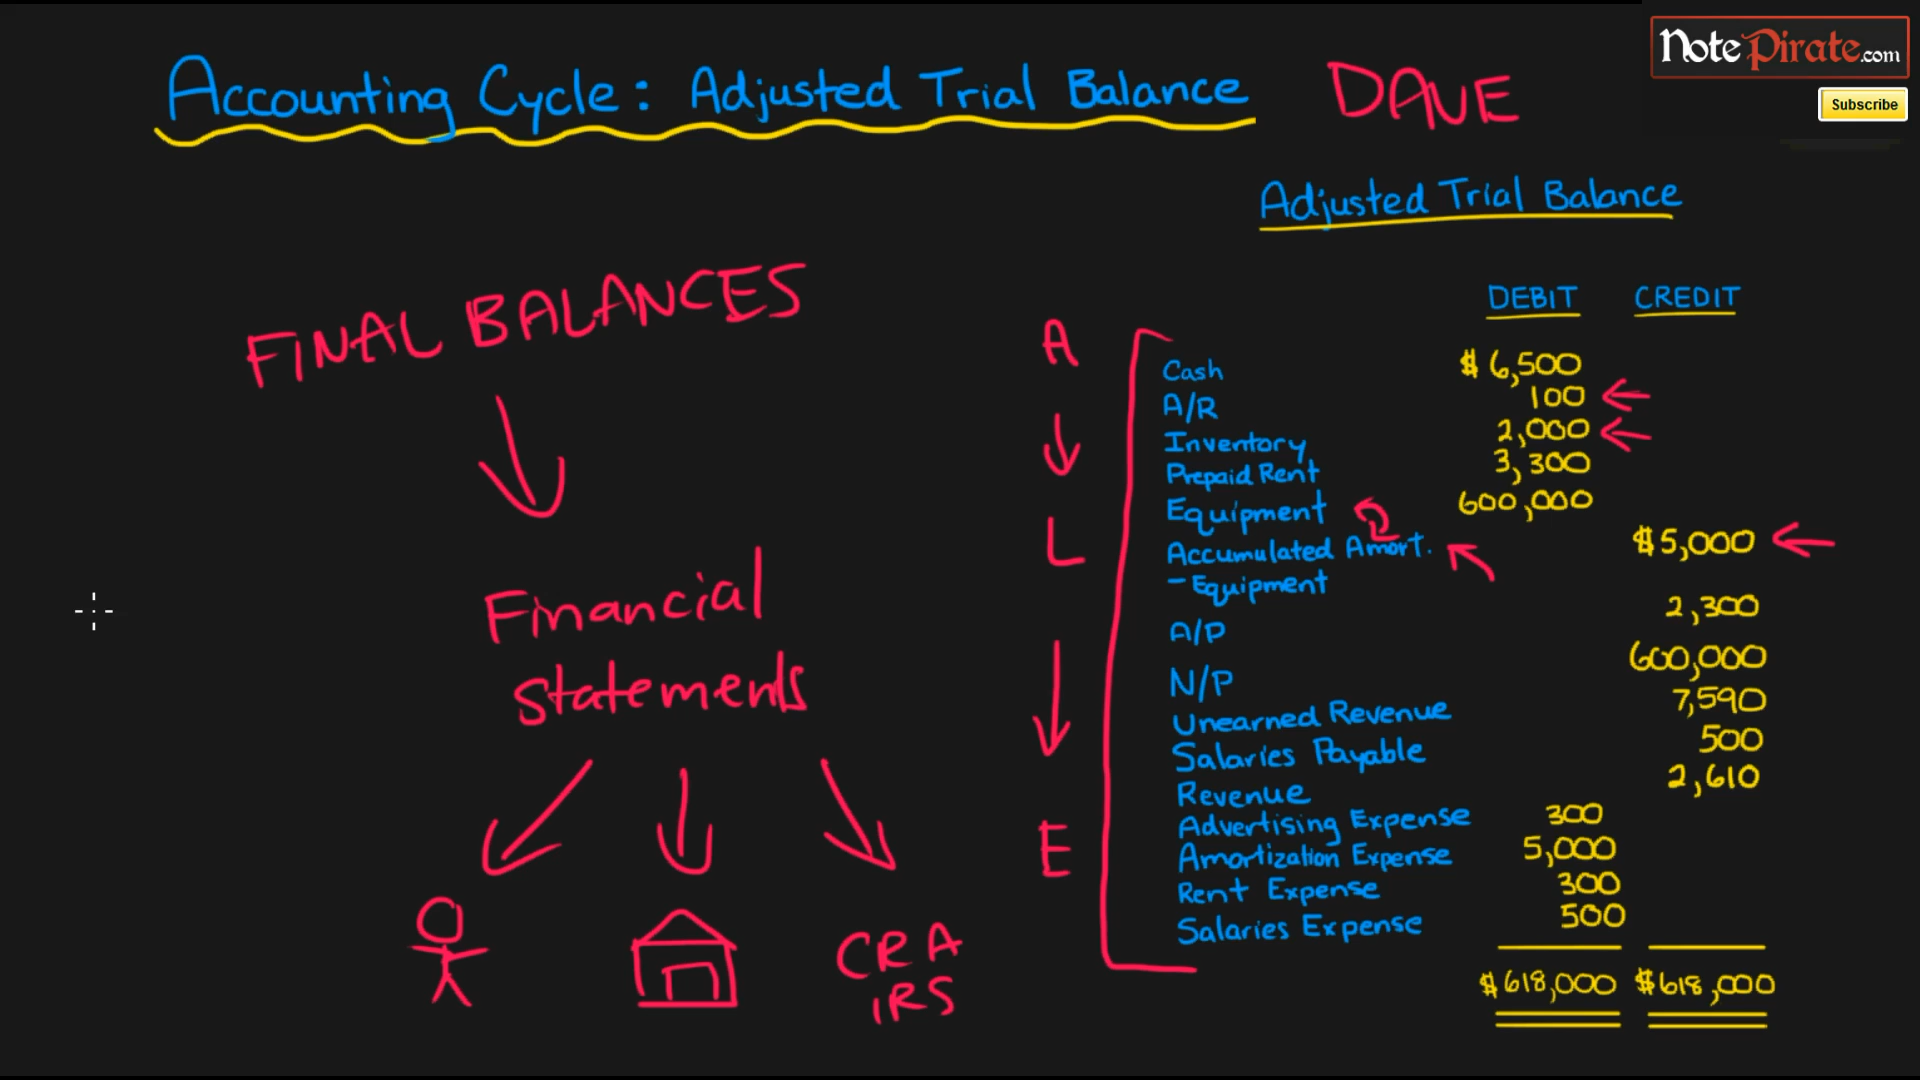 NotePirate.com
Subscribe
Accounting Cycle: Adjusted Trial Balance DAVE
Adjusted Trial Balance
DEBIT CREDIT
FINAL BALANCES
Financial
Statements
CRA
IRS
A
L
E
Cash $6,500
A/R 100
Inventory 2,000
Prepaid Rent 3,300
Equipment 600,000
Accumulated Amort. $5,000
-Equipment
A/P 2,300
N/P 600,000
Unearned Revenue 7,590
Salaries Payable 500
Revenue 2,610
Advertising Expense 300
Amortization Expense 5,000
Rent Expense 300
Salaries Expense 500
$618,000 $618,000